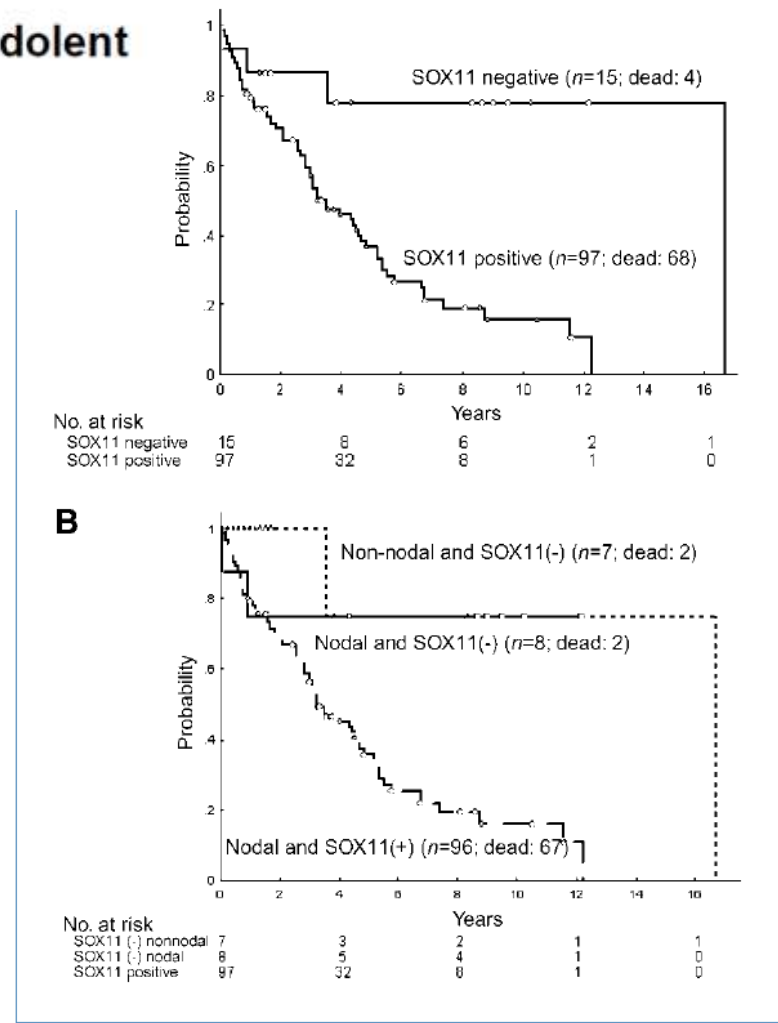 dolent
1
.8
.6
.4
.2
0
Probability
SOX11 negative (n=15; dead: 4)
SOX11 positive (n=97; dead: 68)
0 2 4 6 8 10 12 14 16
Years
No. at risk
SOX11 negative 15 8 6 2 1
SOX11 positive 97 32 8 1 0
B
1
.8
.6
.4
.2
0
Probability
Non-nodal and SOX11(-) (n=7; dead: 2)
Nodal and SOX11(-) (n=8; dead: 2)
Nodal and SOX11(+) (n=96; dead: 67)
0 2 4 6 8 10 12 14 16
Years
No. at risk
SOX11 (-) nonnodal 7 3 2 1 1
SOX11 (-) nodal 8 5 4 1 0
SOX11 positive 97 32 8 1 0